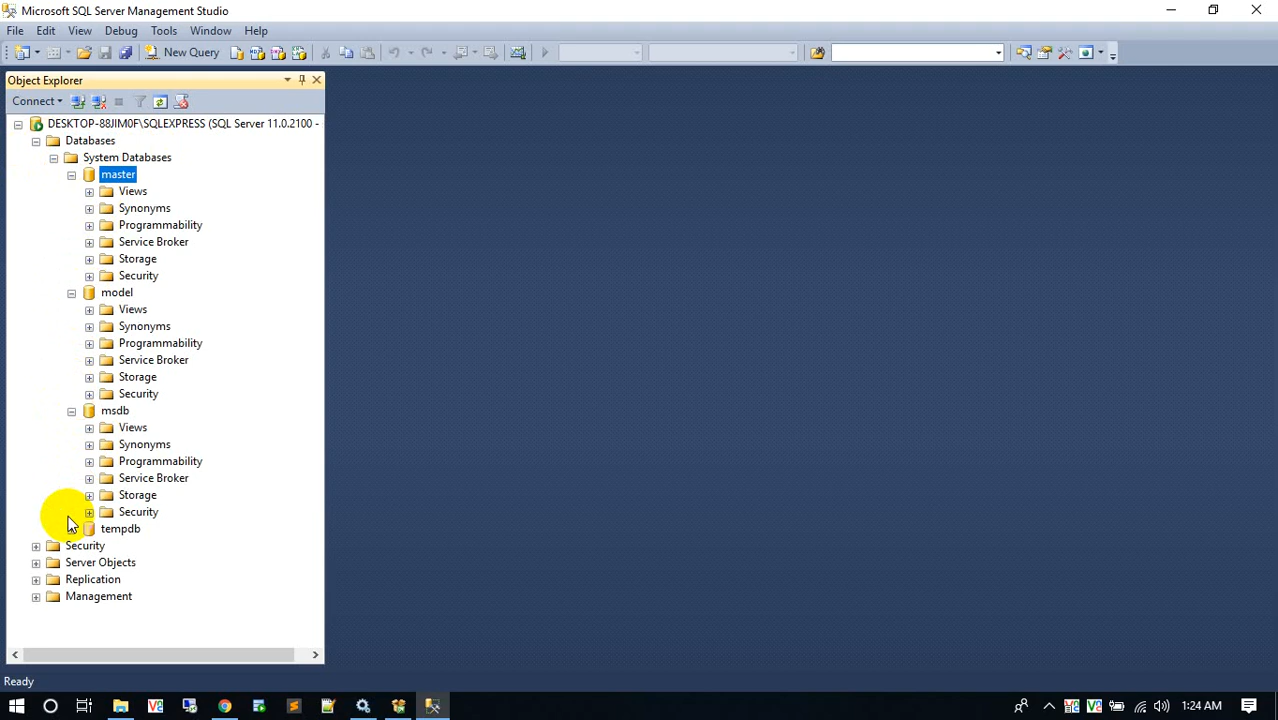 Microsoft SQL Server Management Studio
File Edit View Debug Tools Window Help
New Query
Object Explorer
Connect
DESKTOP-88JIM0F\SQLEXPRESS (SQL Server 11.0.2100 -
Databases
System Databases
master
Views
Synonyms
Programmability
Service Broker
Storage
Security
model
Views
Synonyms
Programmability
Service Broker
Storage
Security
msdb
Views
Synonyms
Programmability
Service Broker
Storage
Security
tempdb
Security
Server Objects
Replication
Management
Ready
1:24 AM